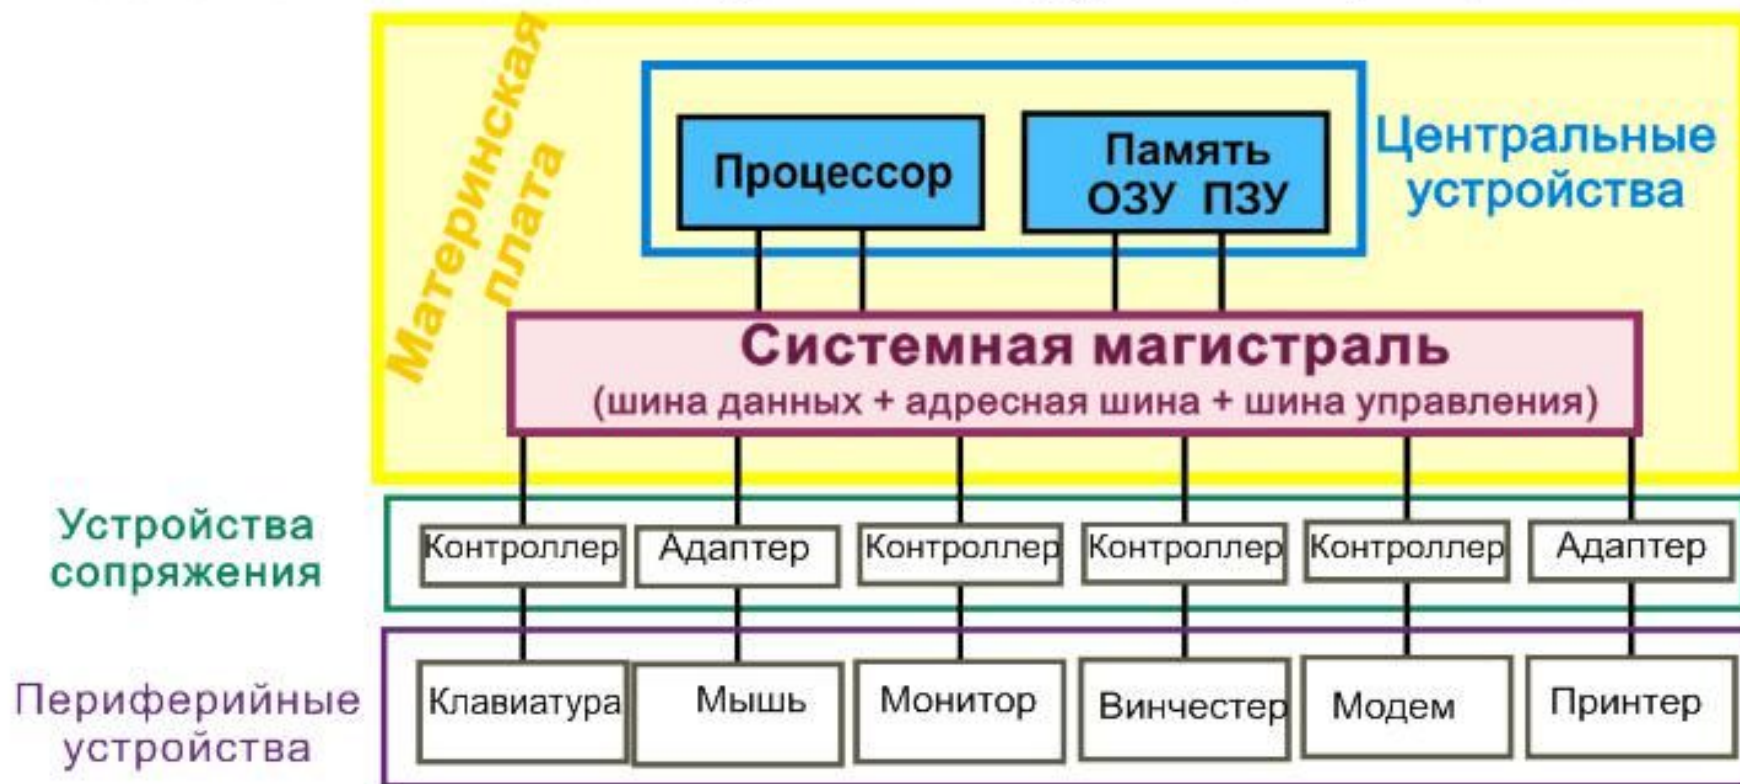 Материнская
плата
Процессор
Память
ОЗУ ПЗУ
Центральные
устройства
Системная магистраль
(шина данных + адресная шина + шина управления)
Устройства
сопряжения
Контроллер
Адаптер
Контроллер
Контроллер
Контроллер
Адаптер
Периферийные
устройства
Клавиатура
Мышь
Монитор
Винчестер
Модем
Принтер